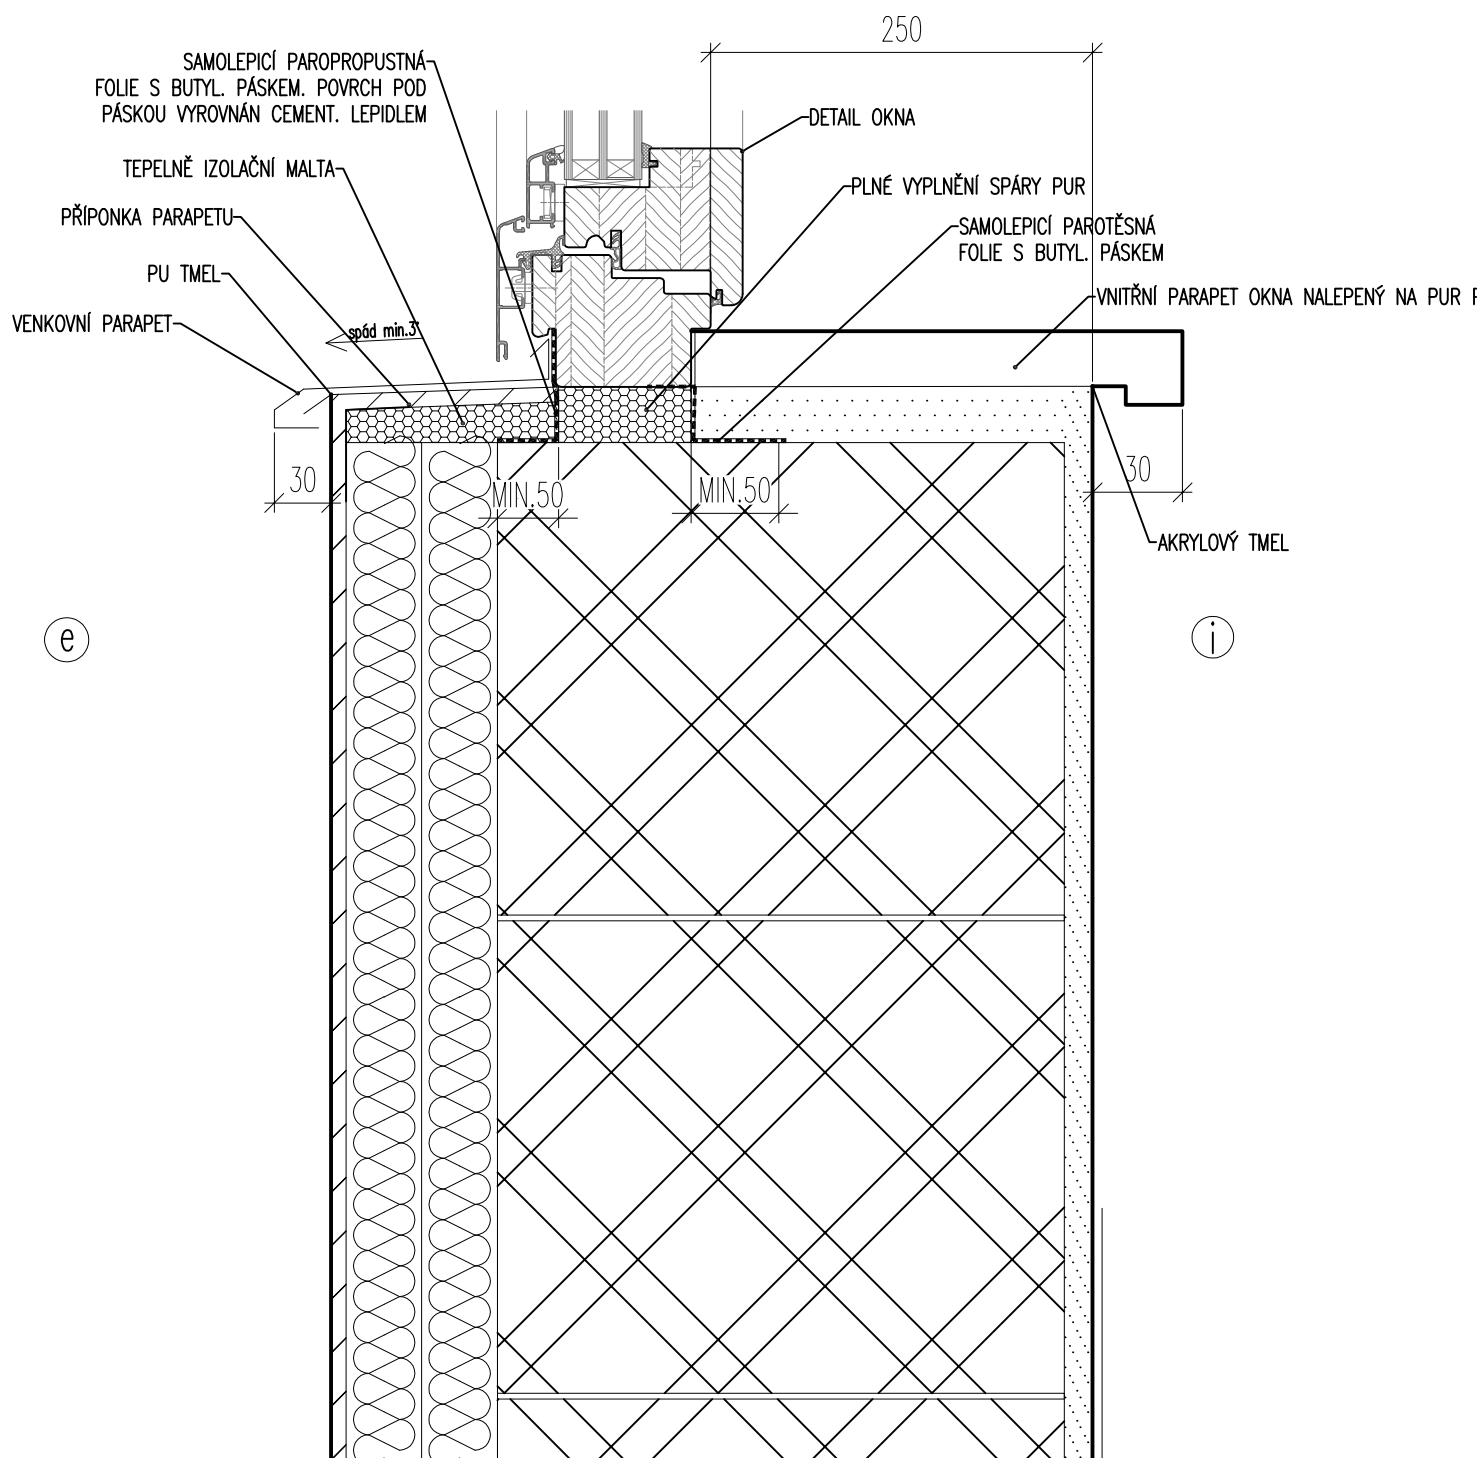 250
SAMOLEPICÍ PAROPROPUSTNÁ
FOLIE S BUTYL. PÁSKEM. POVRCH POD
PÁSKOU VYROVNÁN CEMENT. LEPIDLEM
DETAIL OKNA
TEPELNĚ IZOLAČNÍ MALTA
PLNÉ VYPLNĚNÍ SPÁRY PUR
PŘÍPONKA PARAPETU
SAMOLEPICÍ PAROTĚSNÁ
FOLIE S BUTYL. PÁSKEM
PU TMEL
VNITŘNÍ PARAPET OKNA NALEPENÝ NA PUR
VENKOVNÍ PARAPET
spád min.3°
30
MIN.50
MIN.50
30
AKRYLOVÝ TMEL
e
i